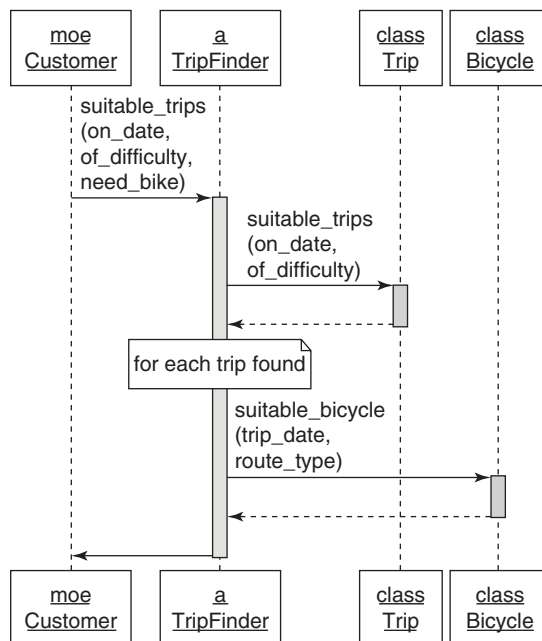 moe
Customer
a
TripFinder
class
Trip
class
Bicycle
suitable_trips
(on_date,
of_difficulty,
need_bike)
suitable_trips
(on_date,
of_difficulty)
for each trip found
suitable_bicycle
(trip_date,
route_type)
moe
Customer
a
TripFinder
class
Trip
class
Bicycle